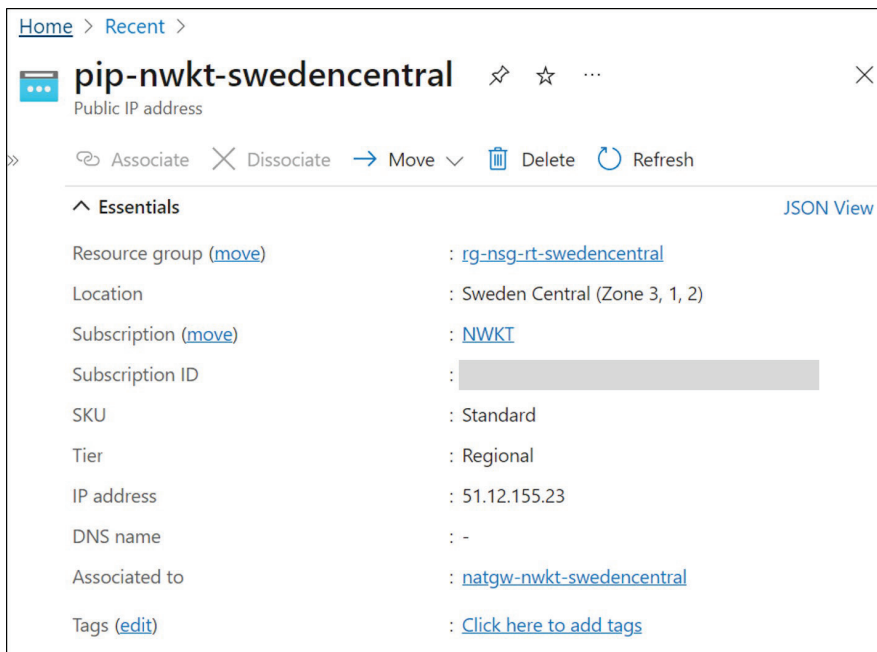 Home > Recent >
pip-nwkt-swedencentral ...
Public IP address
» Associate Dissociate Move Delete Refresh
Essentials JSON View
Resource group (move) : rg-nsg-rt-swedencentral
Location : Sweden Central (Zone 3, 1, 2)
Subscription (move) : NWKT
Subscription ID :
SKU : Standard
Tier : Regional
IP address : 51.12.155.23
DNS name : -
Associated to : natgw-nwkt-swedencentral
Tags (edit) : Click here to add tags